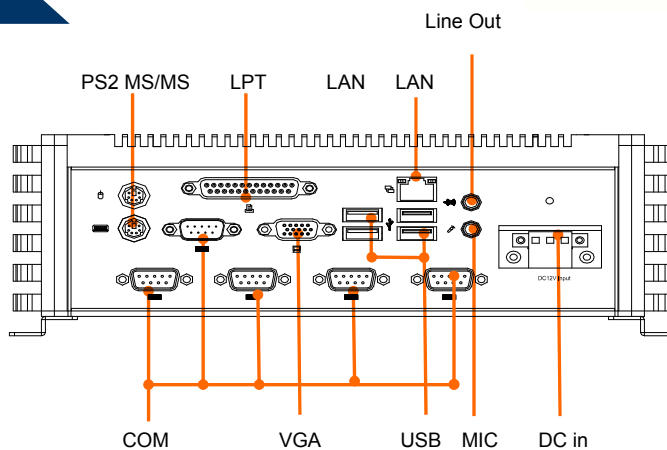 Line Out
PS2 MS/MS LPT LAN LAN
DC12V Input
COM VGA USB MIC DC in